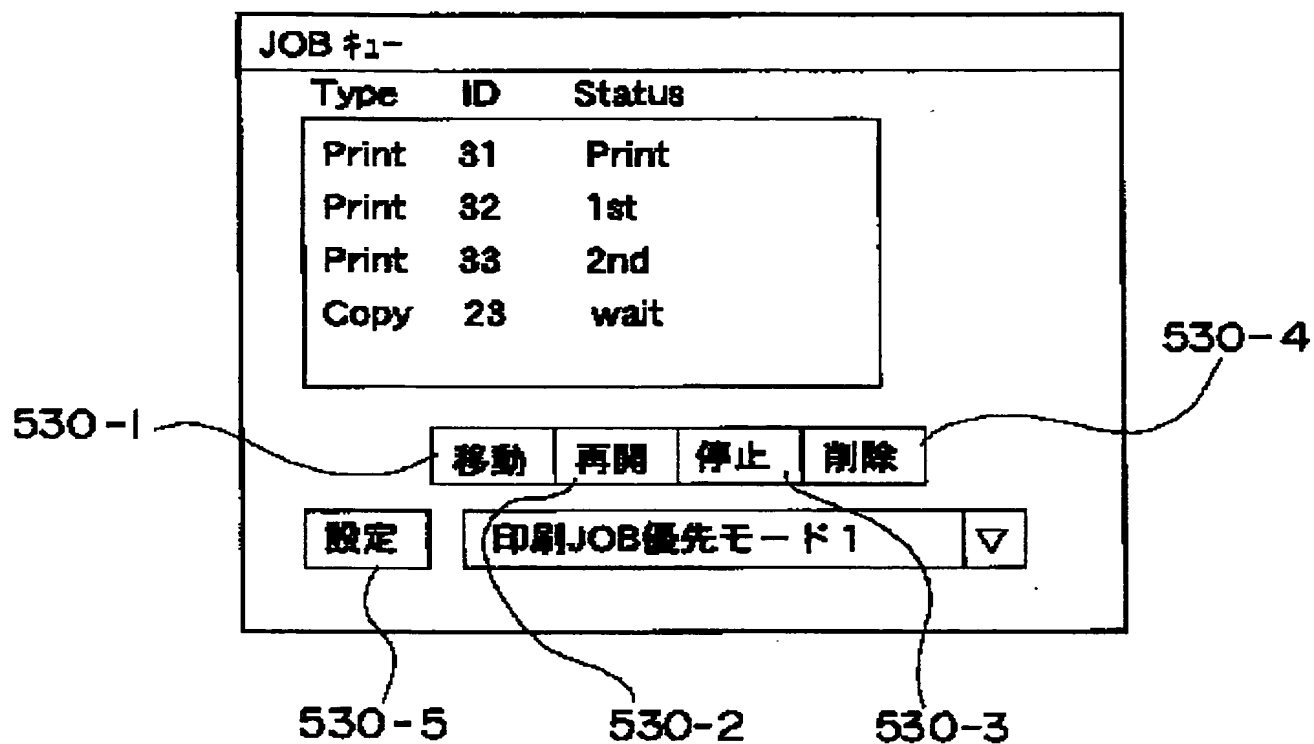 JOB ｷｭｰ
Type ID Status
Print 31 Print
Print 32 1st
Print 33 2nd
Copy 23 wait
530-4
530-1
移動 再開 停止 削除
設定 印刷JOB優先モード1 ▽
530-5 530-2 530-3